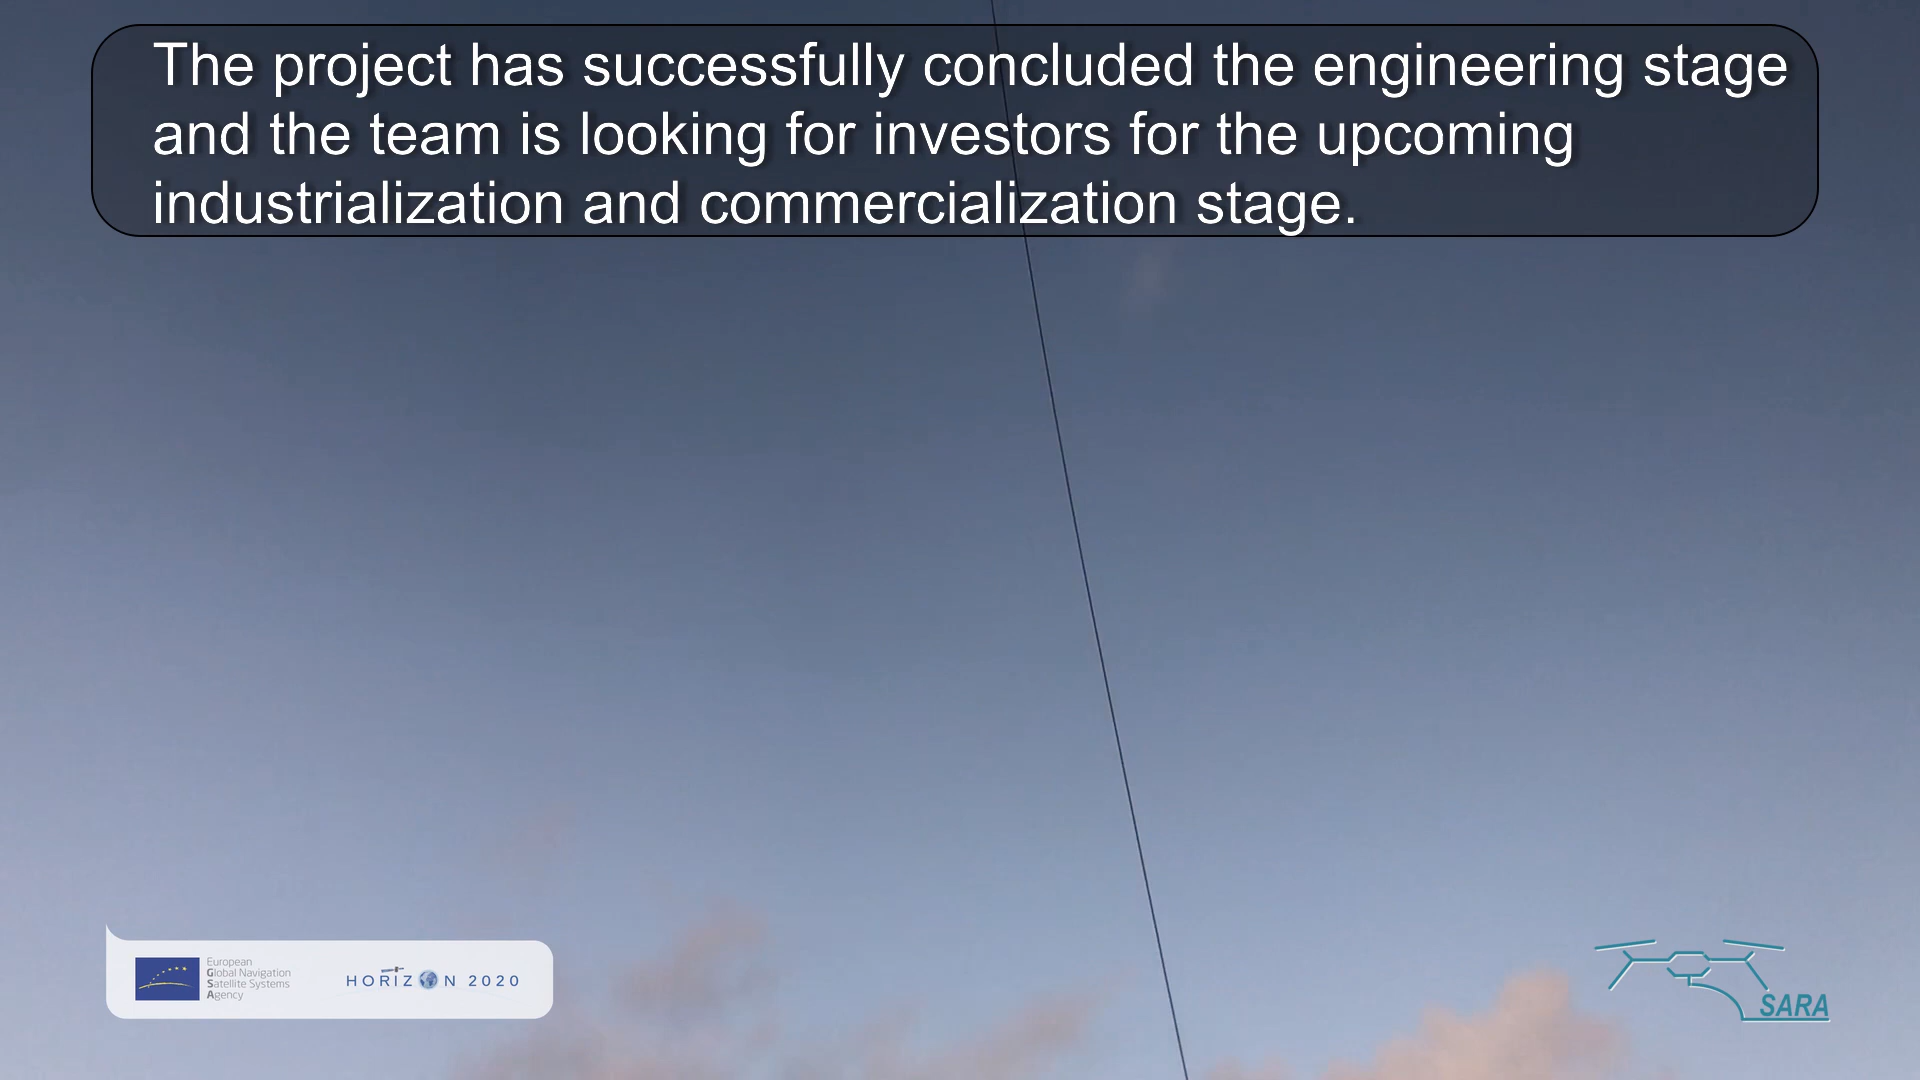 The project has successfully concluded the engineering stage
and the team is looking for investors for the upcoming
industrialization and commercialization stage.
European
Global Navigation
Satellite Systems
Agency
HORIZON 2020
SARA